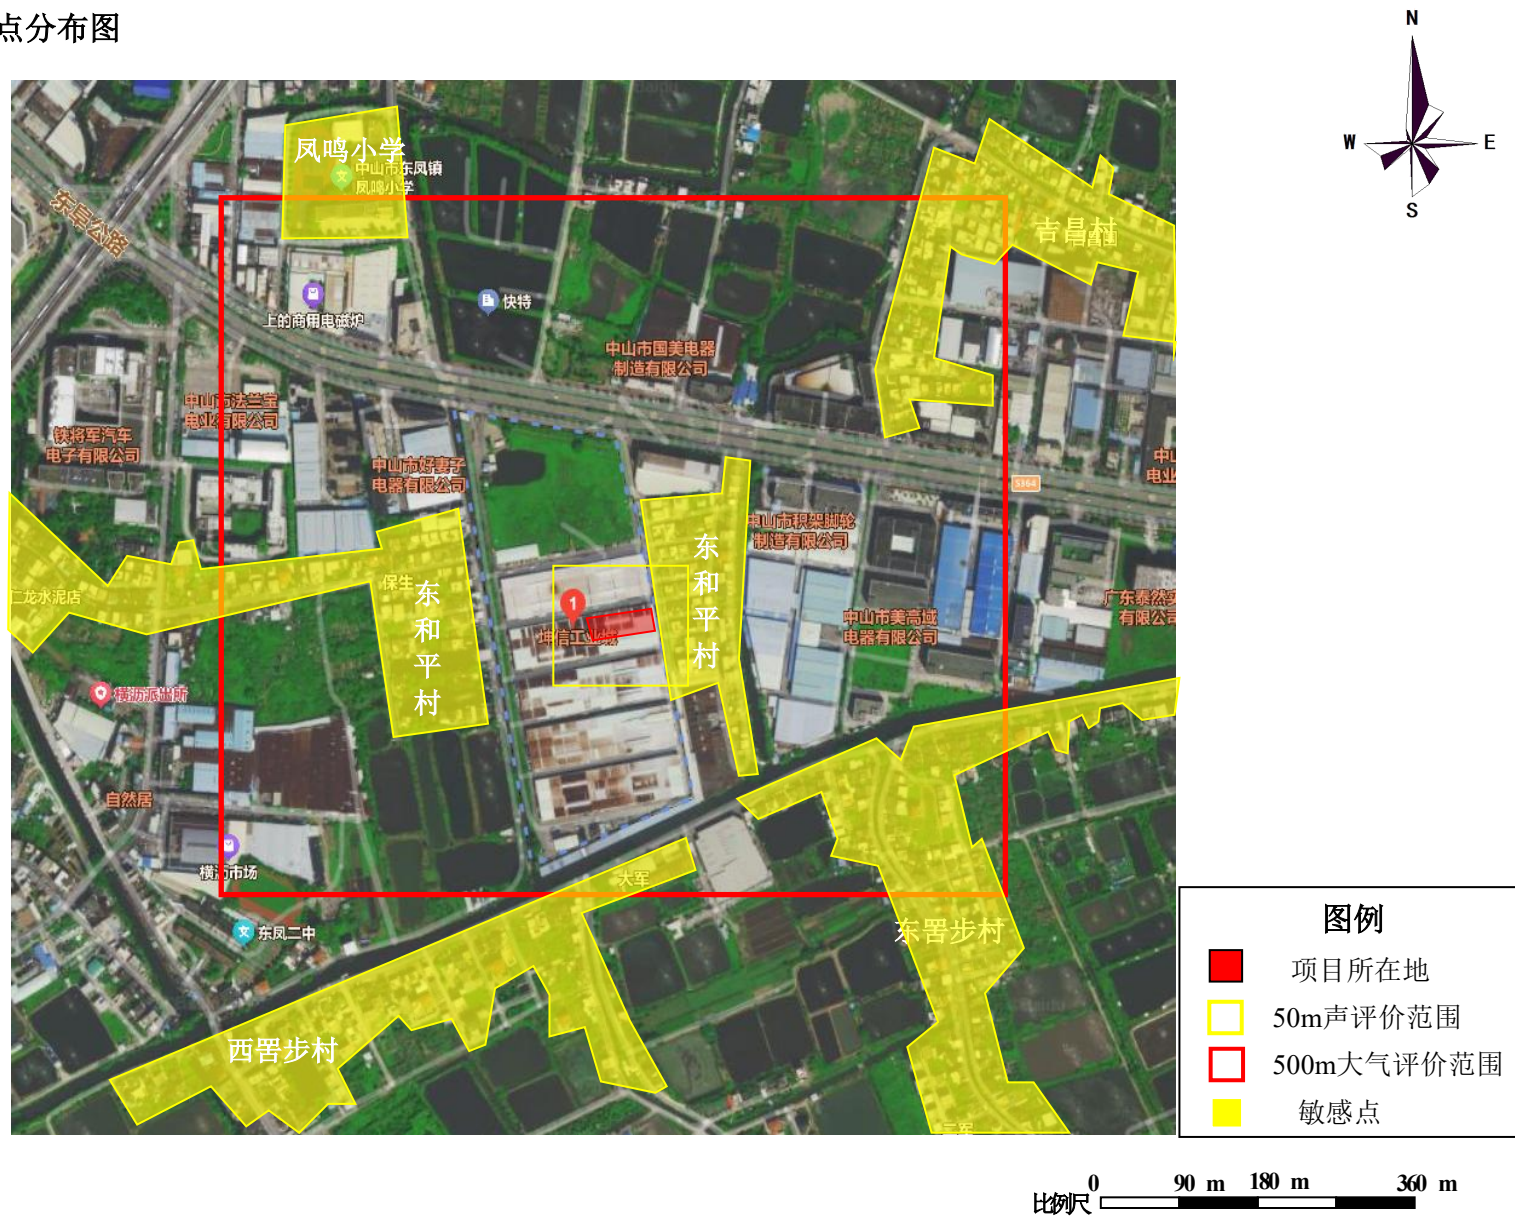 点分布图
N
W
E
S
凤鸣小学
中山市东凤镇
凤鸣小学
东阜公路
吉昌村
上的商用电磁炉
快特
中山市国美电器
制造有限公司
中山市法兰宝
电业有限公司
铁将军汽车
电子有限公司
中山市好妻子
电器有限公司
S364
中山市积架脚轮
制造有限公司
东和平村
东和平村
保生
仁龙水泥店
1
坤信工业城
中山市美高域
电器有限公司
广东泰然
有限公司
横沥派出所
自然居
横沥市场
大军
东凤二中
东罟步村
西罟步村
二军
图例
项目所在地
50m声评价范围
500m大气评价范围
敏感点
比例尺
0 90 m 180 m 360 m